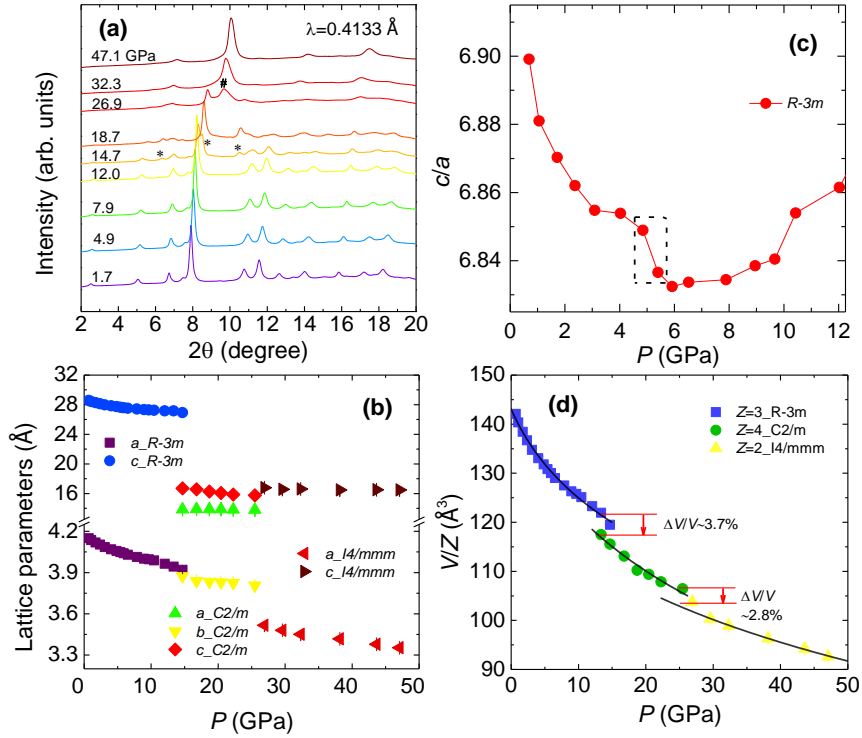 (a)
λ=0.4133 Å
47.1 GPa
32.3
#
26.9
18.7
14.7
*
*
*
12.0
7.9
4.9
1.7
Intensity (arb. units)
2 4 6 8 10 12 14 16 18 20
2θ (degree)
(c)
6.90
6.88
6.86
6.84
c/a
R-3m
0 2 4 6 8 10 12
P (GPa)
(b)
32
28
24
20
16
12
4.2
3.9
3.6
3.3
Lattice parameters (Å)
a_R-3m
c_R-3m
a_I4/mmm
c_I4/mmm
a_C2/m
b_C2/m
c_C2/m
0 10 20 30 40 50
P (GPa)
(d)
150
140
130
120
110
100
90
V/Z (Å³)
Z=3_R-3m
Z=4_C2/m
Z=2_I4/mmm
ΔV/V~3.7%
ΔV/V
~2.8%
0 10 20 30 40 50
P (GPa)